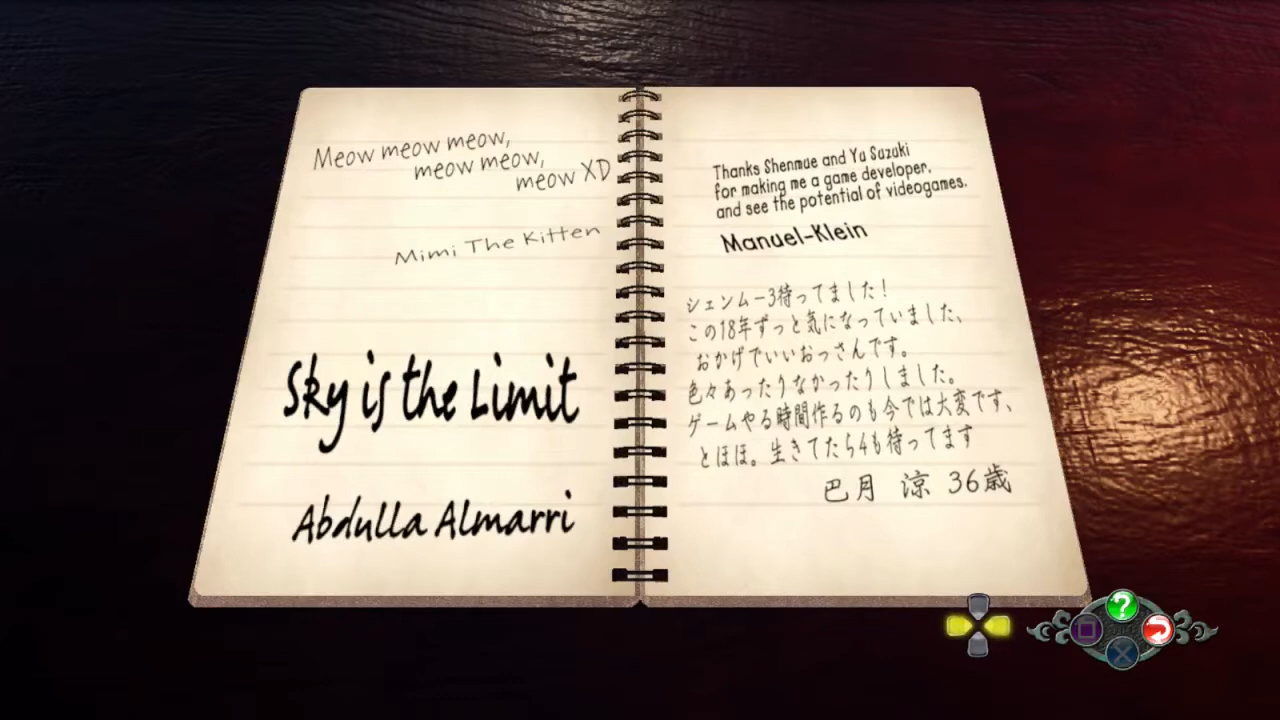 Meow meow meow,
meow meow,
meow XD
Mimi The Kitten
Sky is the Limit
Abdulla Almarri
Thanks Shenmue and Yu Suzuki
for making me a game developer,
and see the potential of videogames.
Manuel-Klein
シェンムー3待ってました！
この18年ずっと気になっていました、
おかげでいいおっさんです。
色々あったりなかったりしました。
ゲームやる時間作るのも今では大変です、
とほほ。生きてたら4も待ってます
巴月 涼 36歳
?